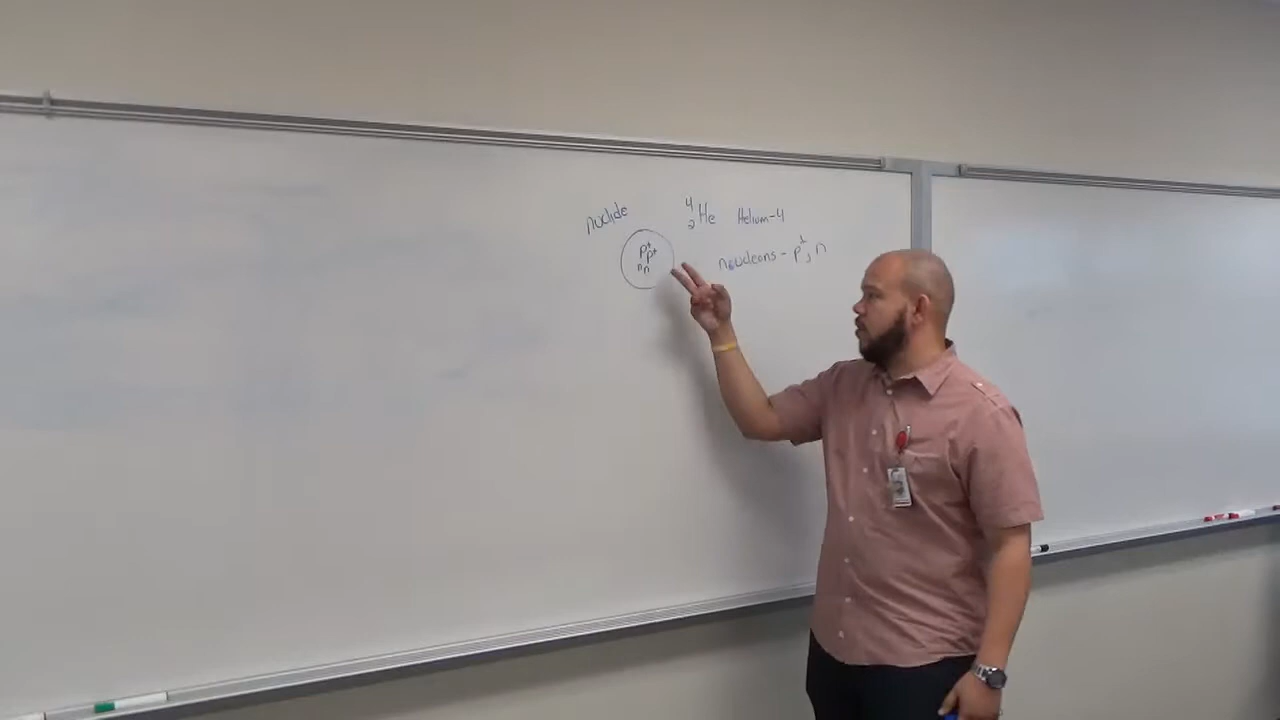 nuclide ⁴₂He Helium-4
p⁺ p⁺
n n
nucleons - p⁺, n